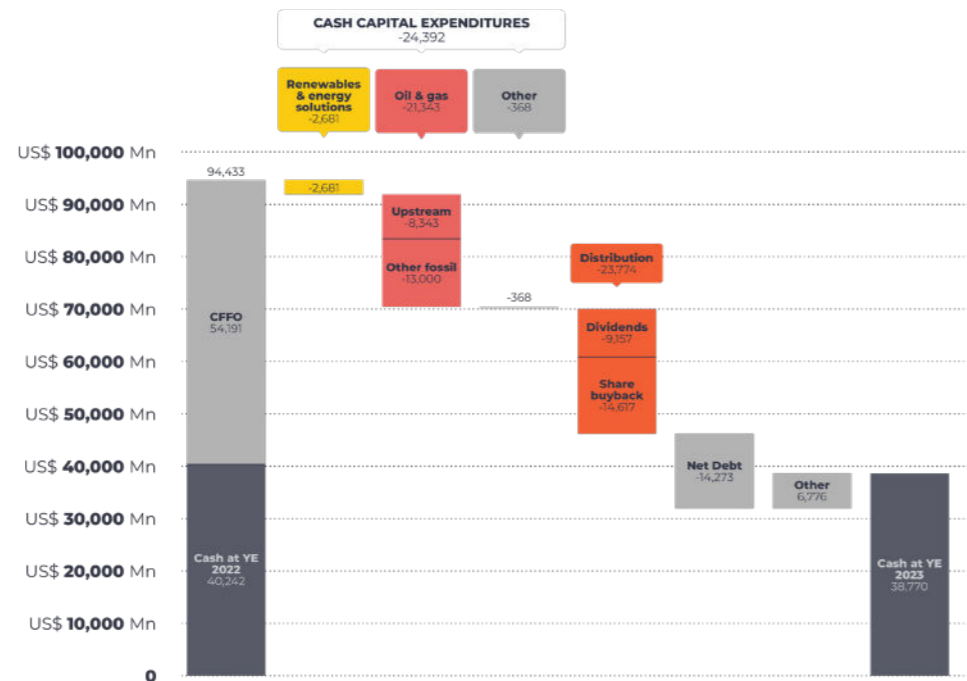 CASH CAPITAL EXPENDITURES
-24,392
Renewables
& energy
solutions
-2,681
Oil & gas
-21,343
Other
-368
US$ 100,000 Mn
US$ 90,000 Mn
US$ 80,000 Mn
US$ 70,000 Mn
US$ 60,000 Mn
US$ 50,000 Mn
US$ 40,000 Mn
US$ 30,000 Mn
US$ 20,000 Mn
US$ 10,000 Mn
0
94,433
CFFO
54,191
Cash at YE
2022
40,242
-2,681
Upstream
-8,343
Other fossil
-13,000
-368
Distribution
-23,774
Dividends
-9,157
Share
buyback
-14,617
Net Debt
-14,273
Other
6,776
Cash at YE
2023
38,770